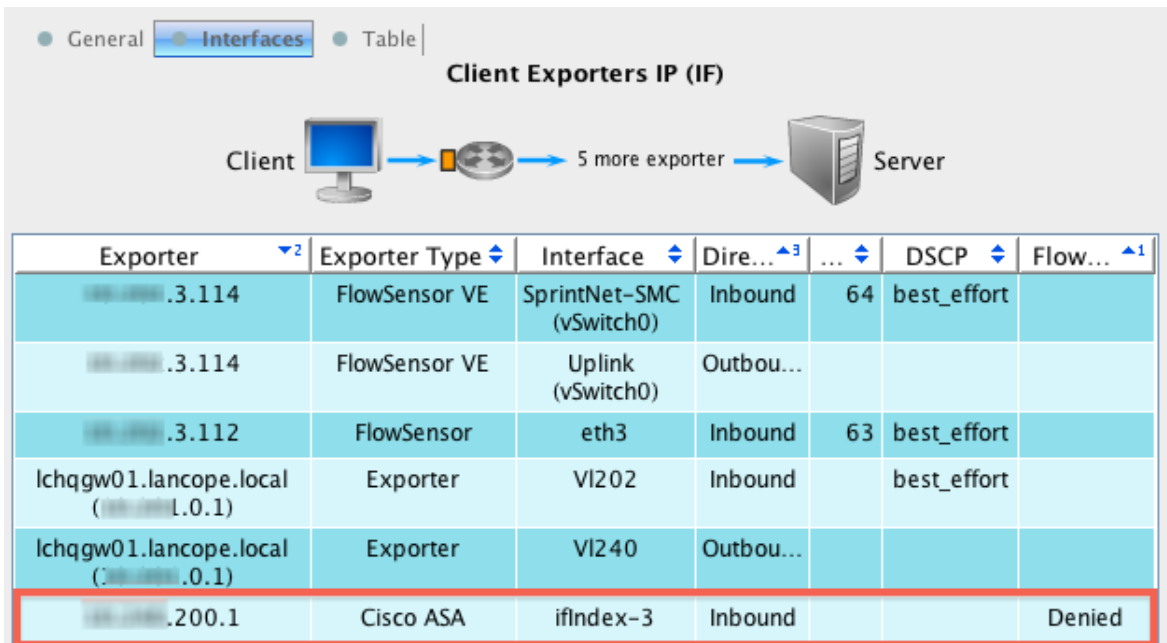 General Interfaces Table
Client Exporters IP (IF)
Client 5 more exporter Server
Exporter 2 Exporter Type Interface Dire... 3 ... DSCP Flow... 1
.3.114 FlowSensor VE SprintNet-SMC Inbound 64 best_effort
(vSwitch0)
.3.114 FlowSensor VE Uplink Outbou...
(vSwitch0)
.3.112 FlowSensor eth3 Inbound 63 best_effort
lchqgw01.lancope.local Exporter Vl202 Inbound best_effort
( .0.1)
lchqgw01.lancope.local Exporter Vl240 Outbou...
( .0.1)
.200.1 Cisco ASA ifIndex-3 Inbound Denied